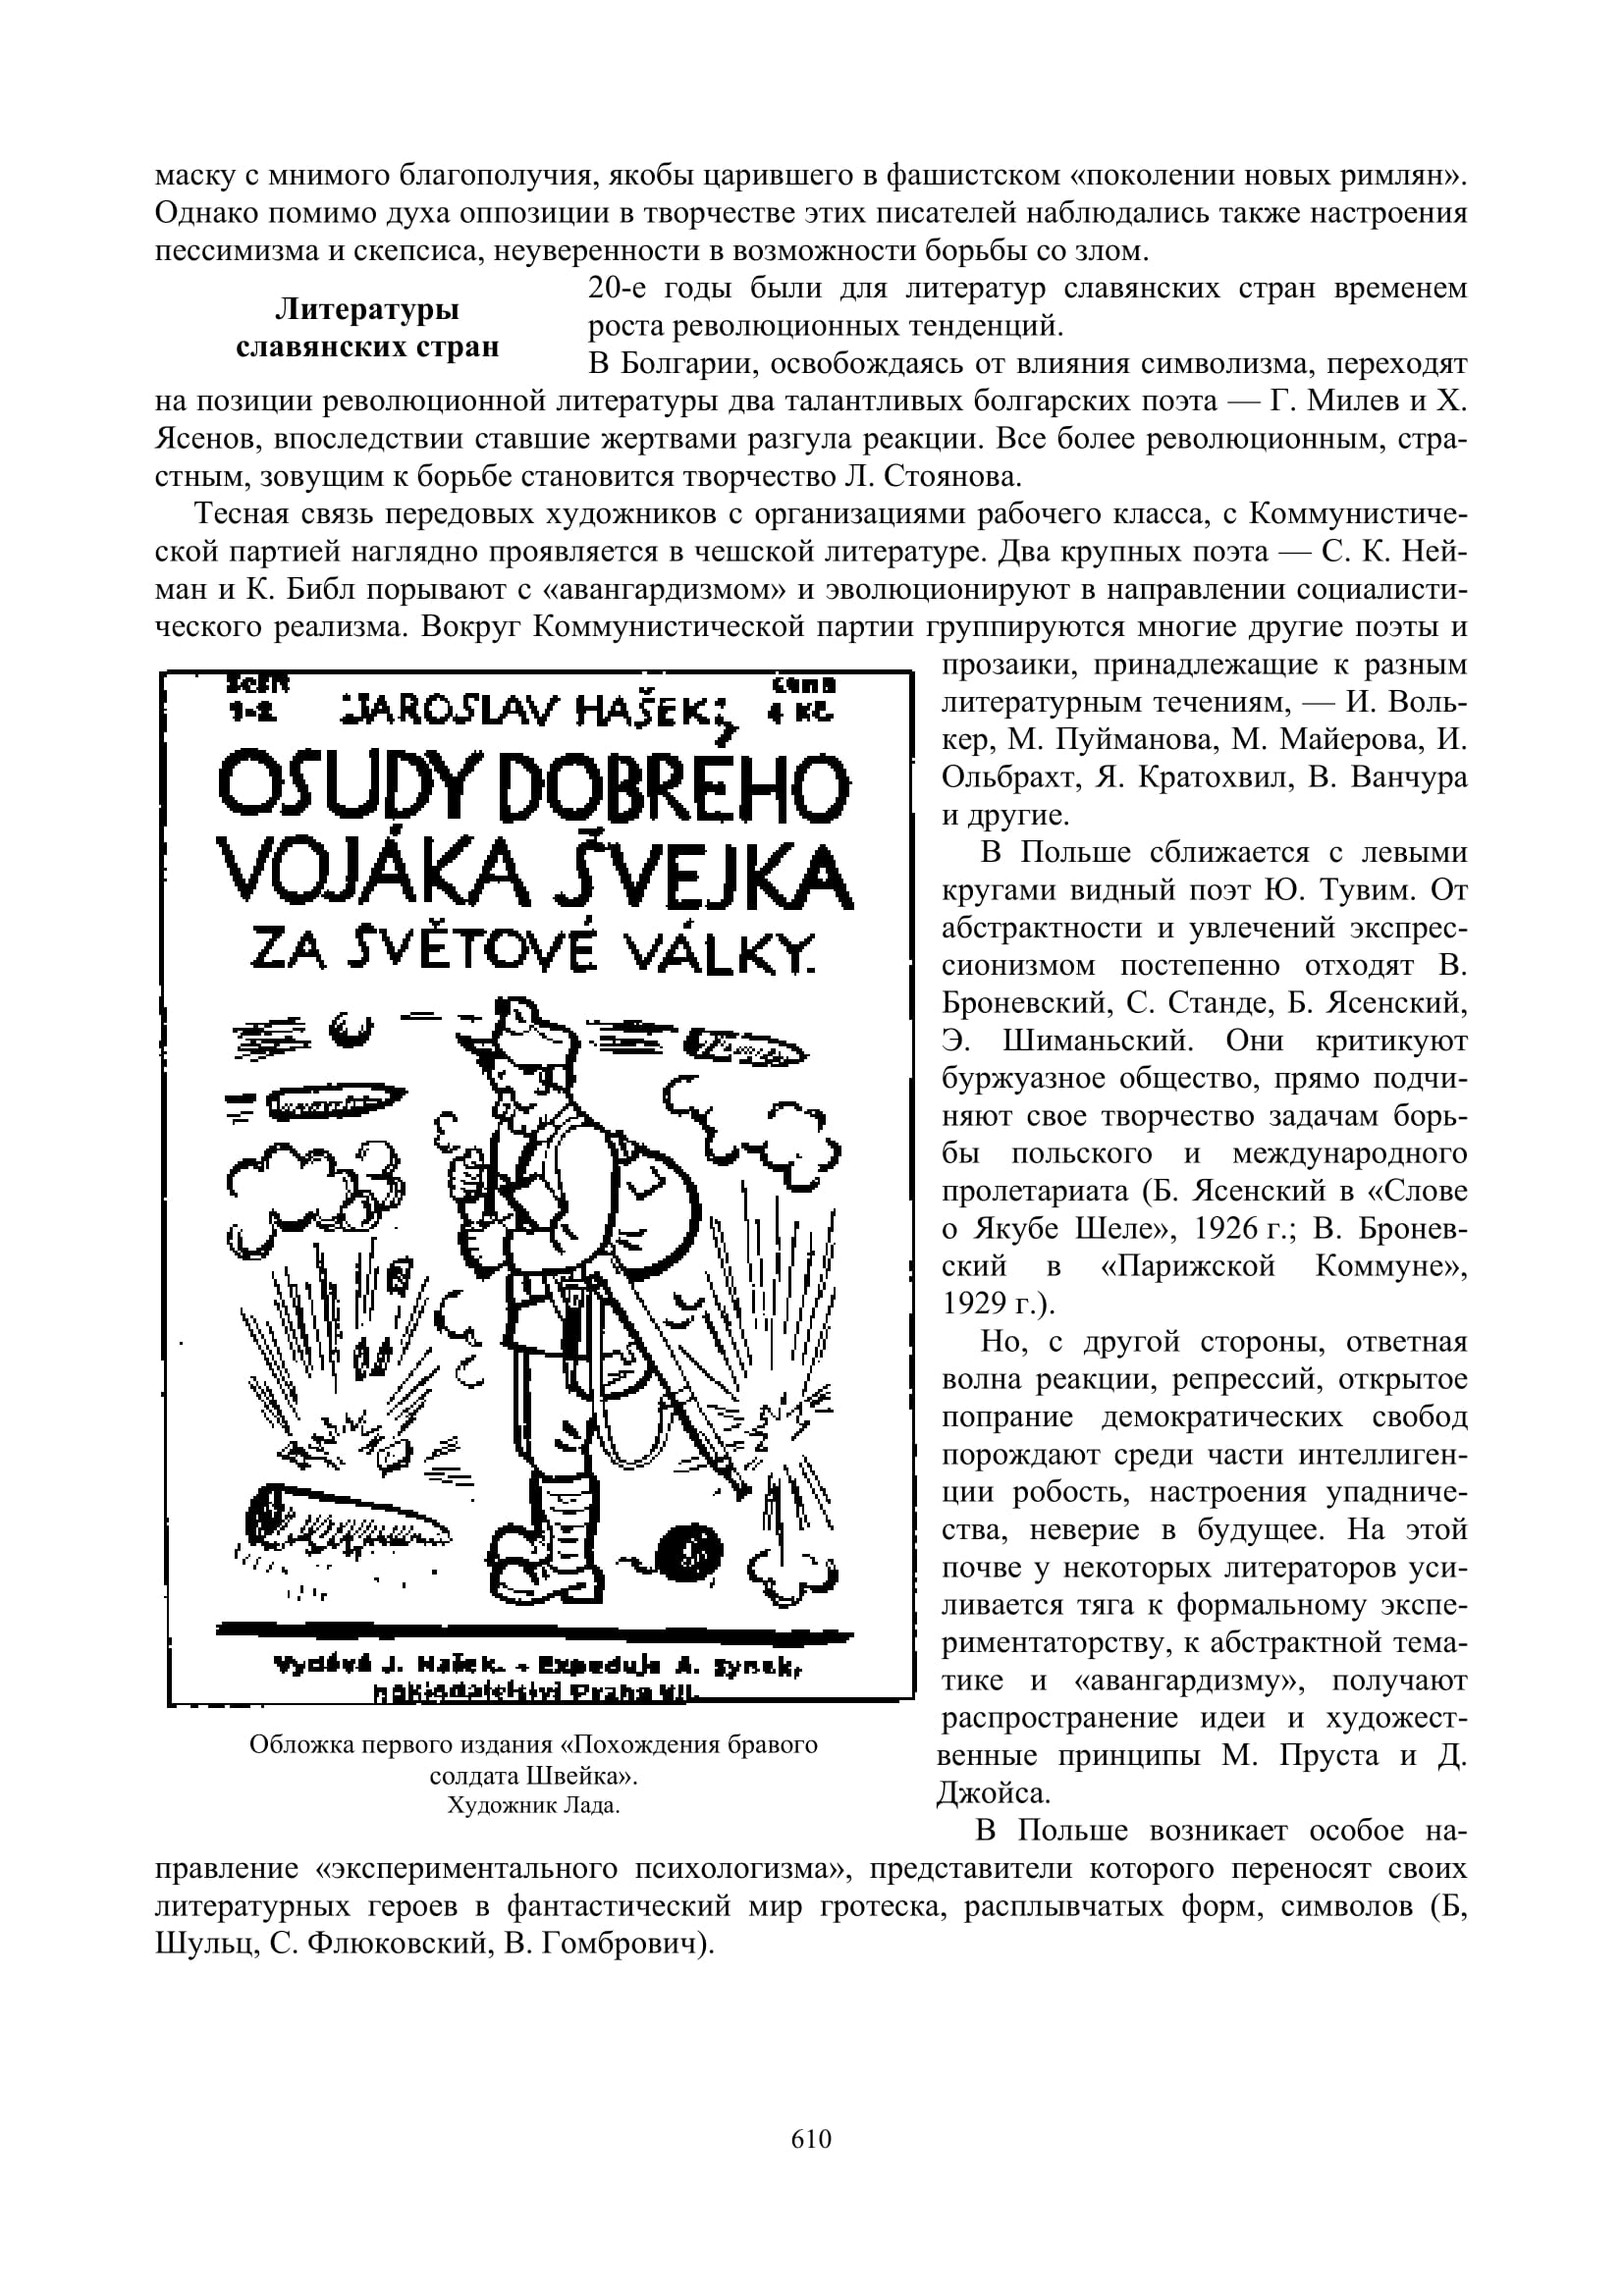 маску с мнимого благополучия, якобы царившего в фашистском «поколении новых римлян».
Однако помимо духа оппозиции в творчестве этих писателей наблюдались также настроения
пессимизма и скепсиса, неуверенности в возможности борьбы со злом.
Литературы
славянских стран
20-е годы были для литератур славянских стран временем
роста революционных тенденций.
В Болгарии, освобождаясь от влияния символизма, переходят
на позиции революционной литературы два талантливых болгарских поэта — Г. Милев и Х.
Ясенов, впоследствии ставшие жертвами разгула реакции. Все более революционным, стра-
стным, зовущим к борьбе становится творчество Л. Стоянова.
Тесная связь передовых художников с организациями рабочего класса, с Коммунистиче-
ской партией наглядно проявляется в чешской литературе. Два крупных поэта — С. К. Ней-
ман и К. Библ порывают с «авангардизмом» и эволюционируют в направлении социалисти-
ческого реализма. Вокруг Коммунистической партии группируются многие другие поэты и
прозаики, принадлежащие к разным
литературным течениям, — И. Воль-
кер, М. Пуйманова, М. Майерова, И.
Ольбрахт, Я. Кратохвил, В. Ванчура
и другие.
В Польше сближается с левыми
кругами видный поэт Ю. Тувим. От
абстрактности и увлечений экспрес-
сионизмом постепенно отходят В.
Броневский, С. Станде, Б. Ясенский,
Э. Шиманьский. Они критикуют
буржуазное общество, прямо подчи-
няют свое творчество задачам борь-
бы польского и международного
пролетариата (Б. Ясенский в «Слове
о Якубе Шеле», 1926 г.; В. Бронев-
ский в «Парижской Коммуне»,
1929 г.).
Но, с другой стороны, ответная
волна реакции, репрессий, открытое
попрание демократических свобод
порождают среди части интеллиген-
ции робость, настроения упадниче-
ства, неверие в будущее. На этой
почве у некоторых литераторов уси-
ливается тяга к формальному экспе-
риментаторству, к абстрактной тема-
тике и «авангардизму», получают
распространение идеи и художест-
венные принципы М. Пруста и Д.
Джойса.
В Польше возникает особое на-
правление «экспериментального психологизма», представители которого переносят своих
литературных героев в фантастический мир гротеска, расплывчатых форм, символов (Б,
Шульц, С. Флюковский, В. Гомбрович).
1-2. JAROSLAV HAŠEK: 4 Kč.
OSUDY DOBRÉHO
VOJÁKA ŠVEJKA
ZA SVĚTOVÉ VÁLKY.
Vydává J. Hašek. - Expeduje A. Synek,
nakladatelství Praha VII.
Обложка первого издания «Похождения бравого
солдата Швейка».
Художник Лада.
610